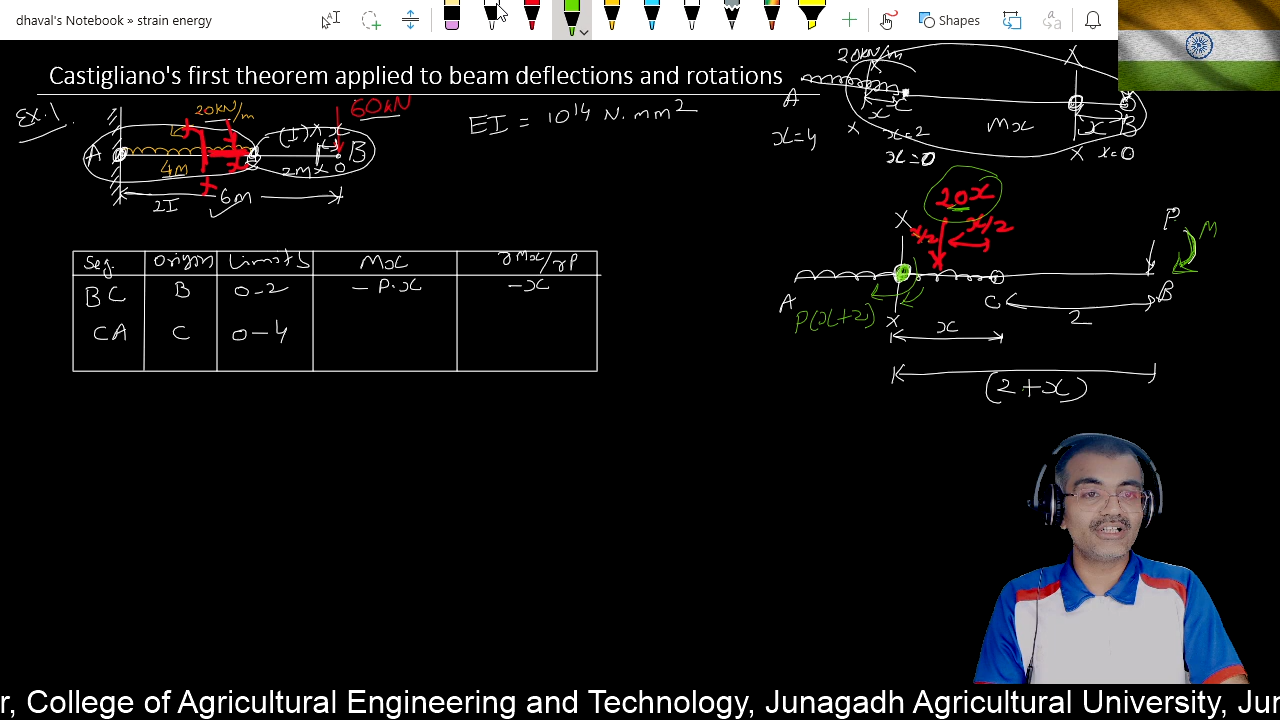 dhaval's Notebook » strain energy
Shapes
Castigliano's first theorem applied to beam deflections and rotations
Ex.1
20kN/m
60kN
EI = 10^14 N.mm^2
A
4m
2m
(I)
x
B
2I
6m
20kN/m
A
C
x
x=4
x=2
x=0
Mx
X
X
x
B
x=0
Seg.
Origin
Limits
Mx
∂Mx/∂P
BC
B
0-2
- P.x
-x
CA
C
0-4
20x
x/2
x/2
X
P
M
A
C
B
P(x+2)
X
x
2
(2+x)
r, College of Agricultural Engineering and Technology, Junagadh Agricultural University, Jur